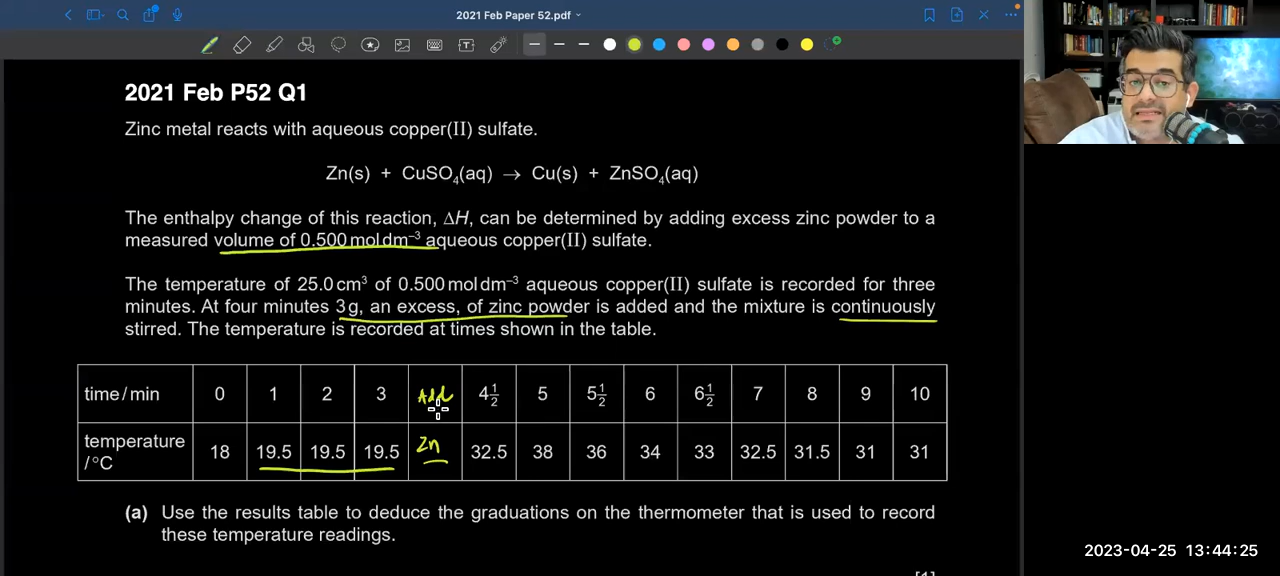 2021 Feb Paper 52.pdf
2021 Feb P52 Q1
Zinc metal reacts with aqueous copper(II) sulfate.
Zn(s) + CuSO₄(aq) → Cu(s) + ZnSO₄(aq)
The enthalpy change of this reaction, ΔH, can be determined by adding excess zinc powder to a
measured volume of 0.500 mol dm⁻³ aqueous copper(II) sulfate.
The temperature of 25.0 cm³ of 0.500 mol dm⁻³ aqueous copper(II) sulfate is recorded for three
minutes. At four minutes 3 g, an excess, of zinc powder is added and the mixture is continuously
stirred. The temperature is recorded at times shown in the table.
time / min 0 1 2 3 Add 4½ 5 5½ 6 6½ 7 8 9 10
temperature
/ °C 18 19.5 19.5 19.5 Zn 32.5 38 36 34 33 32.5 31.5 31 31
(a) Use the results table to deduce the graduations on the thermometer that is used to record
these temperature readings.
2023-04-25 13:44:25